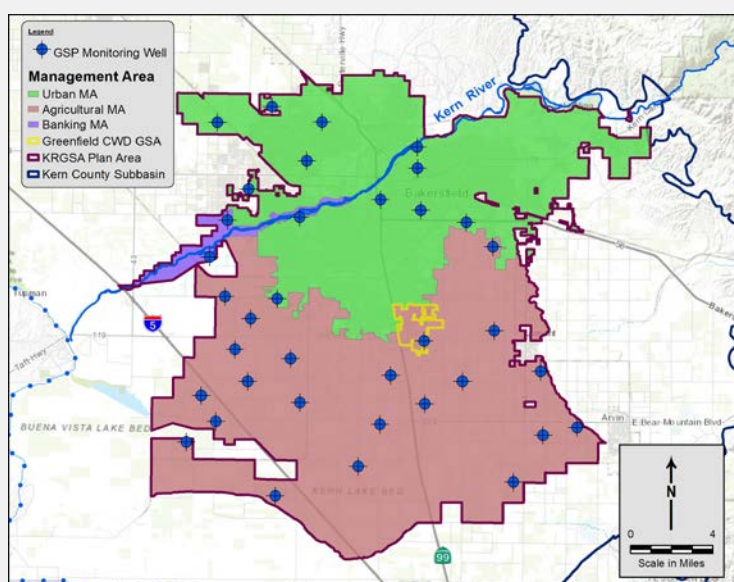 Legend
GSP Monitoring Well
Management Area
Urban MA
Agricultural MA
Banking MA
Greenfield CWD GSA
KRGSA Plan Area
Kern County Subbasin
Kern River
Bakersfield
43
58
Tupman
5
119
Taft-Hwy
BUENA VISTA LAKE BED
Arvin
E-Bear-Mountain-Blvd
KERN LAKE BED
99
N
0
4
Scale in Miles